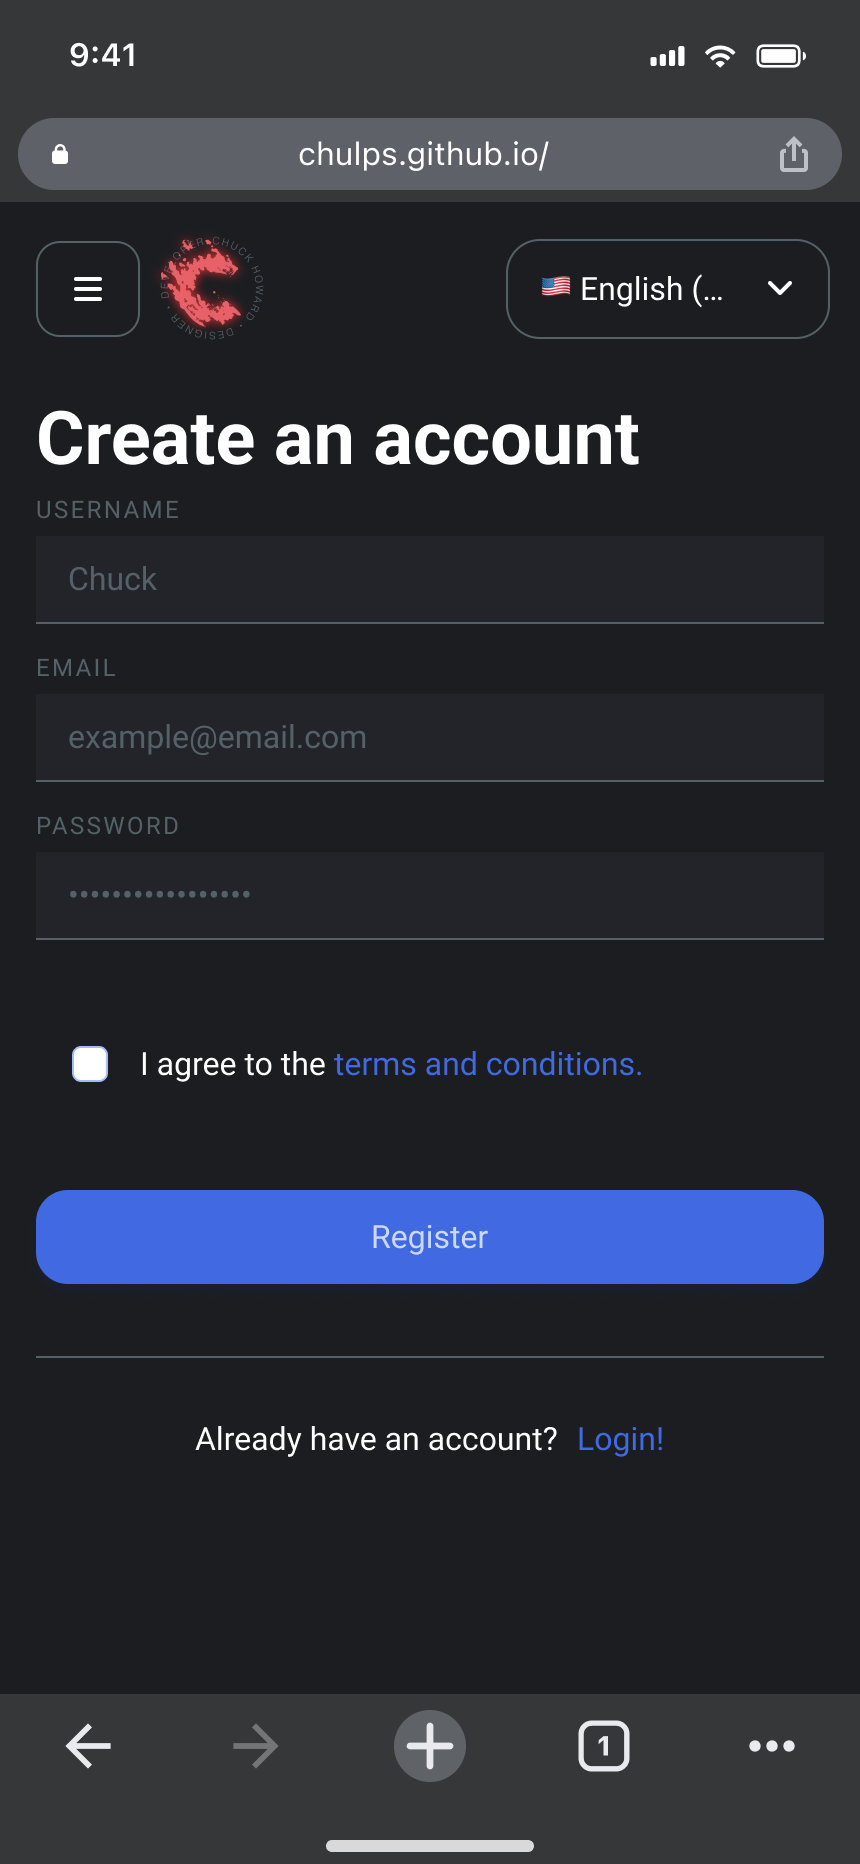 9:41
chulps.github.io/
CHUCK HOWARD • DESIGNER •
🇺🇸 English (...
Create an account
USERNAME
Chuck
EMAIL
example@email.com
PASSWORD
•••••••••••••••••
I agree to the terms and conditions.
Register
Already have an account? Login!
1